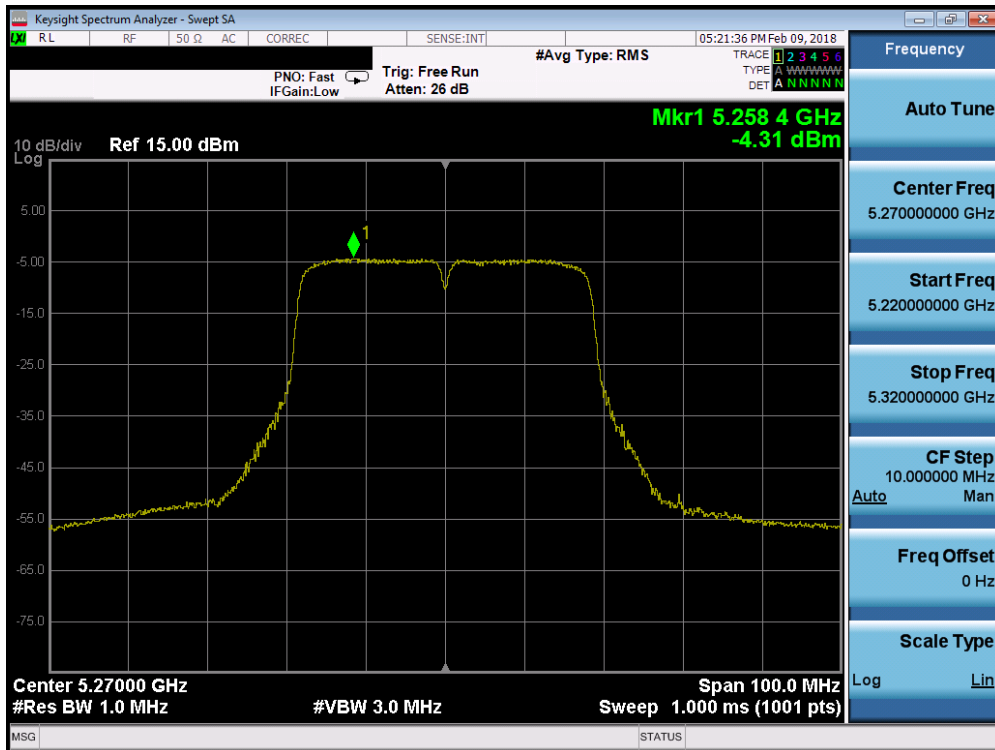 Keysight Spectrum Analyzer - Swept SA
LXI RL RF 50 Ω AC CORREC SENSE:INT 05:21:36 PM Feb 09, 2018
Frequency
#Avg Type: RMS
TRACE 1 2 3 4 5 6
TYPE A WWWWW
DET A N N N N N
PNO: Fast
IFGain:Low
Trig: Free Run
Atten: 26 dB
Auto Tune
Mkr1 5.258 4 GHz
-4.31 dBm
10 dB/div
Log
Ref 15.00 dBm
1
5.00
-5.00
-15.0
-25.0
-35.0
-45.0
-55.0
-65.0
-75.0
Center Freq
5.270000000 GHz
Start Freq
5.220000000 GHz
Stop Freq
5.320000000 GHz
CF Step
10.000000 MHz
Auto Man
Freq Offset
0 Hz
Scale Type
Log Lin
Center 5.27000 GHz
Span 100.0 MHz
#Res BW 1.0 MHz
#VBW 3.0 MHz
Sweep 1.000 ms (1001 pts)
MSG
STATUS